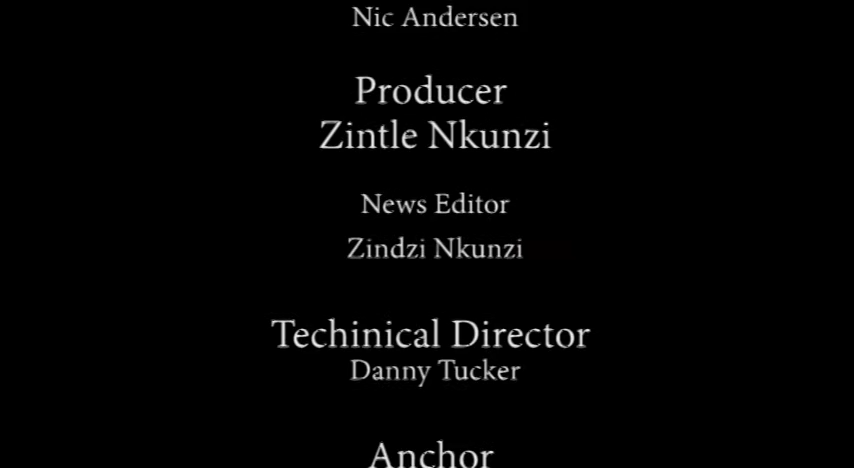 Nic Andersen
Producer
Zintle Nkunzi
News Editor
Zindzi Nkunzi
Techinical Director
Danny Tucker
Anchor